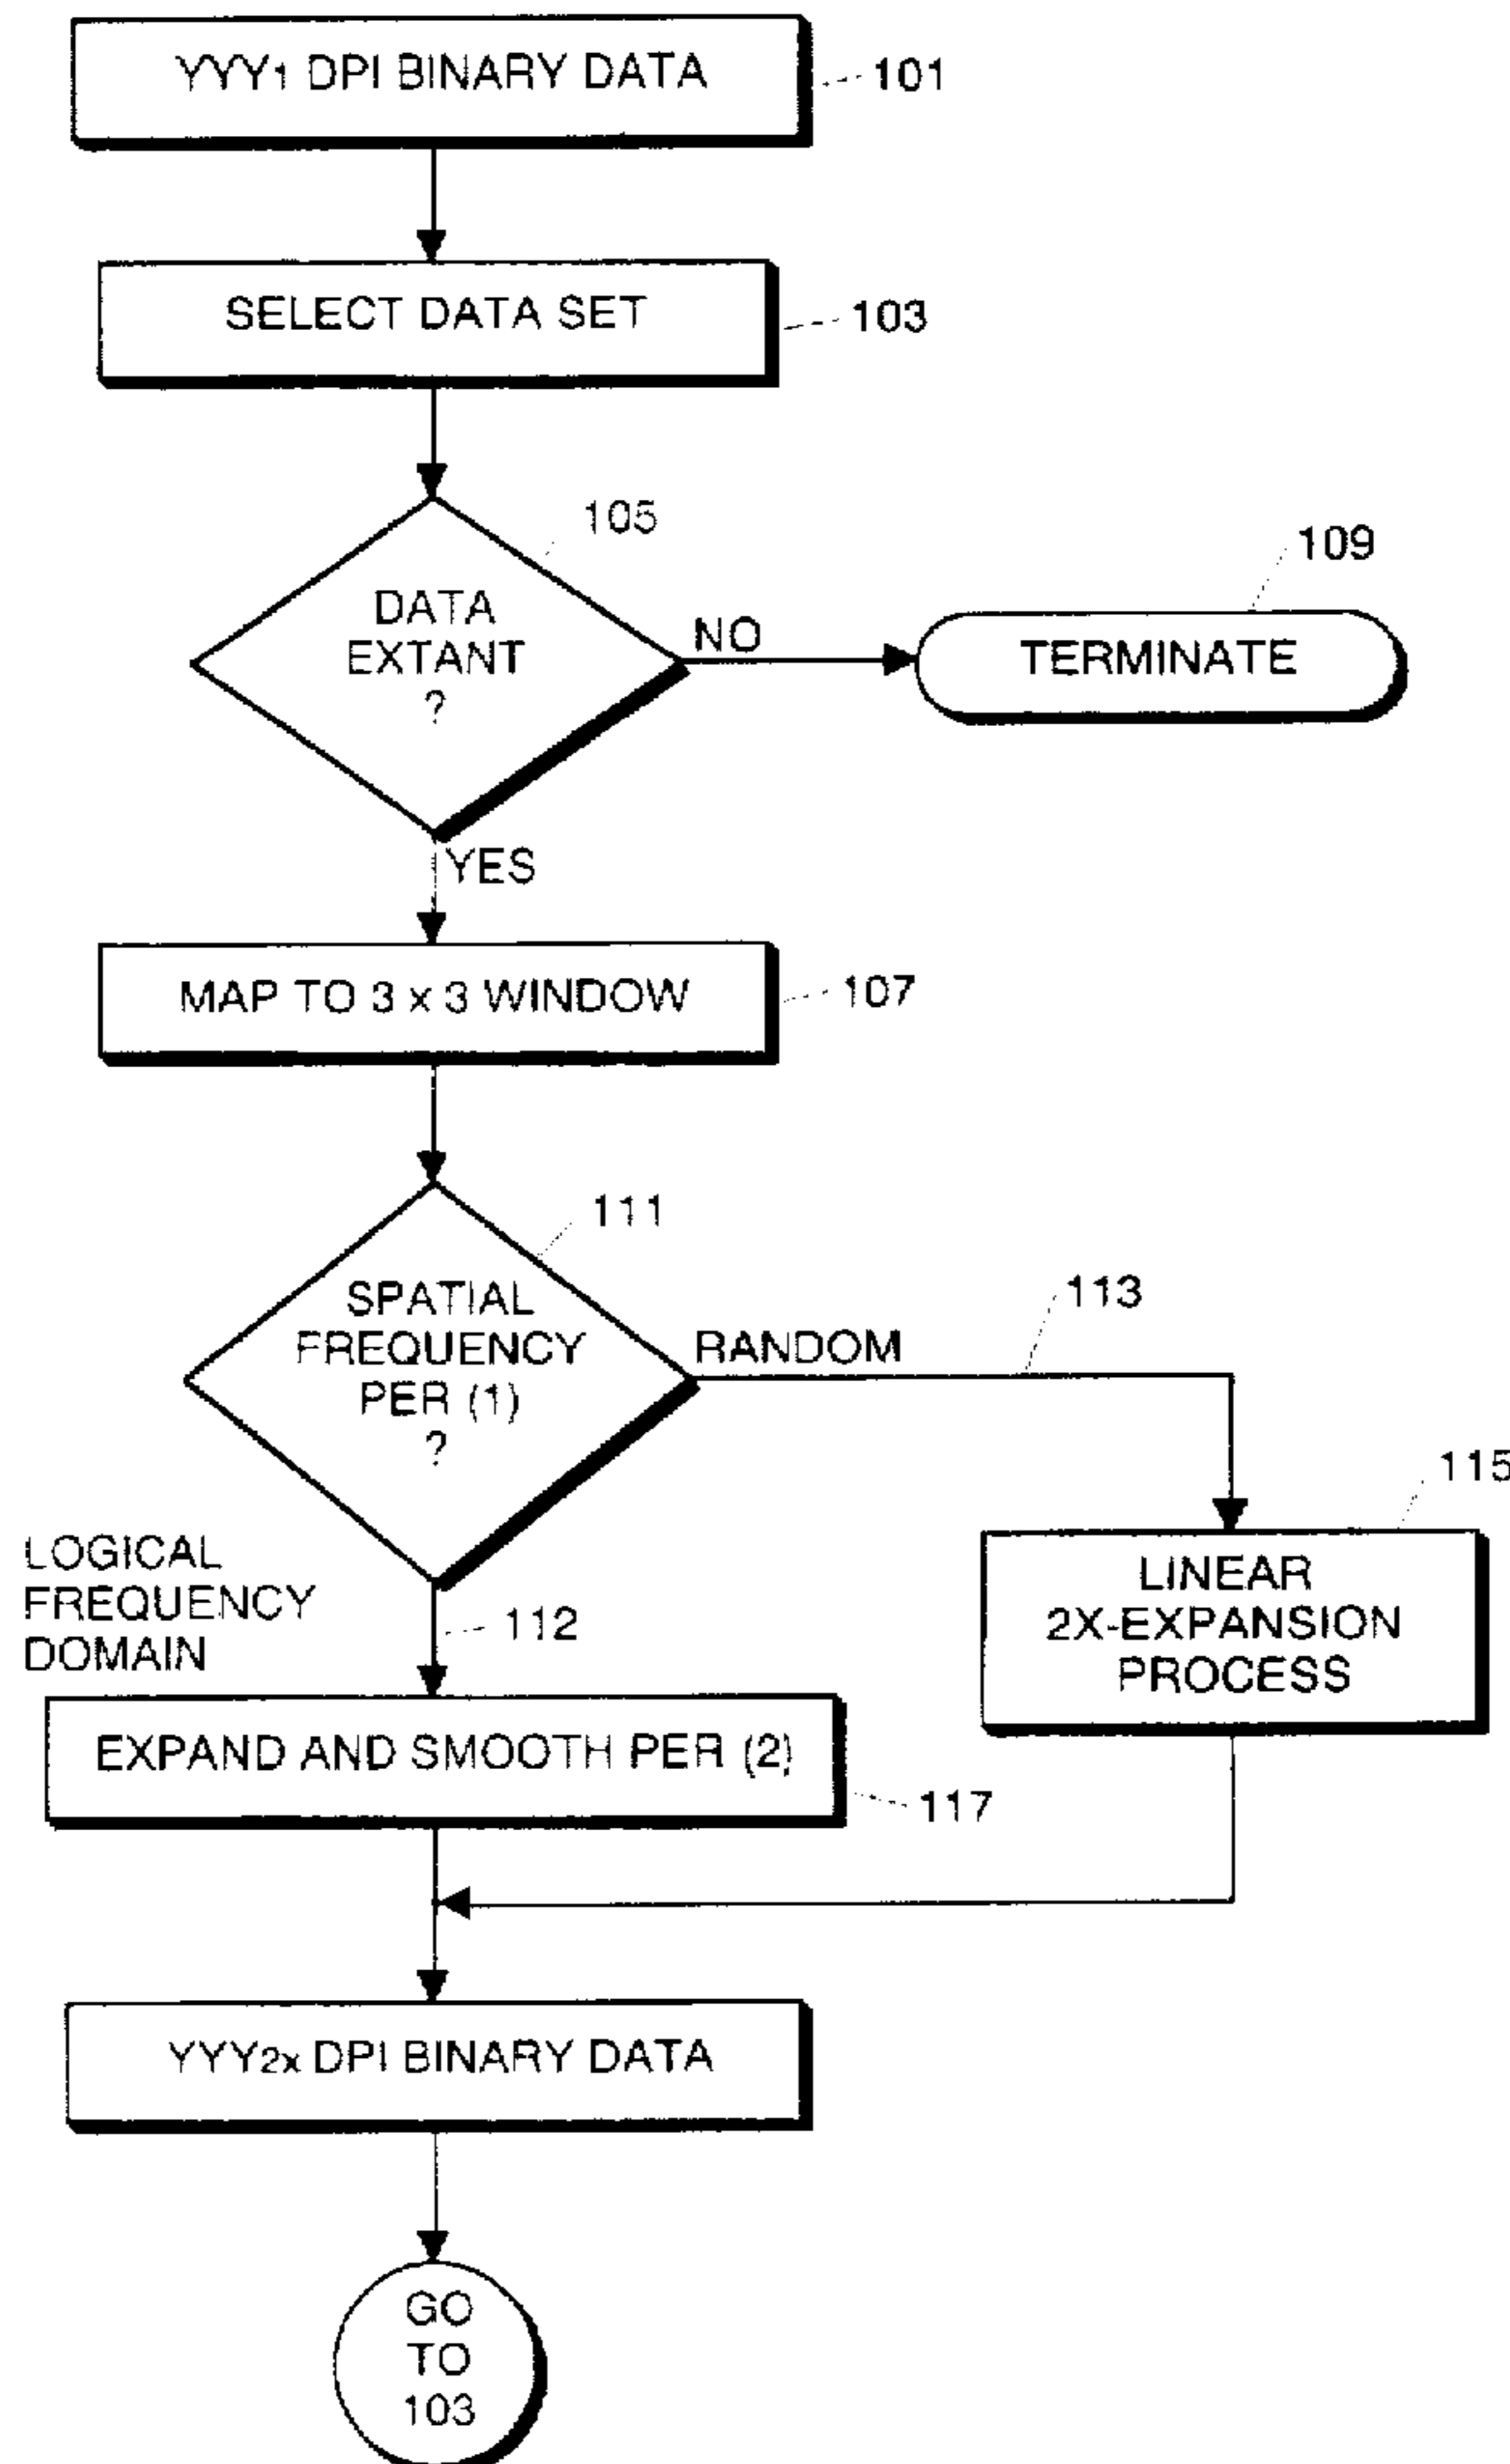 YYY1 DPI BINARY DATA
101
SELECT DATA SET
103
105
DATA
EXTANT
?
NO
109
TERMINATE
YES
MAP TO 3 x 3 WINDOW
107
111
SPATIAL
FREQUENCY
PER (1)
?
RANDOM
113
115
LINEAR
2X-EXPANSION
PROCESS
LOGICAL
FREQUENCY
DOMAIN
112
EXPAND AND SMOOTH PER (2)
117
YYY2x DPI BINARY DATA
GO
TO
103